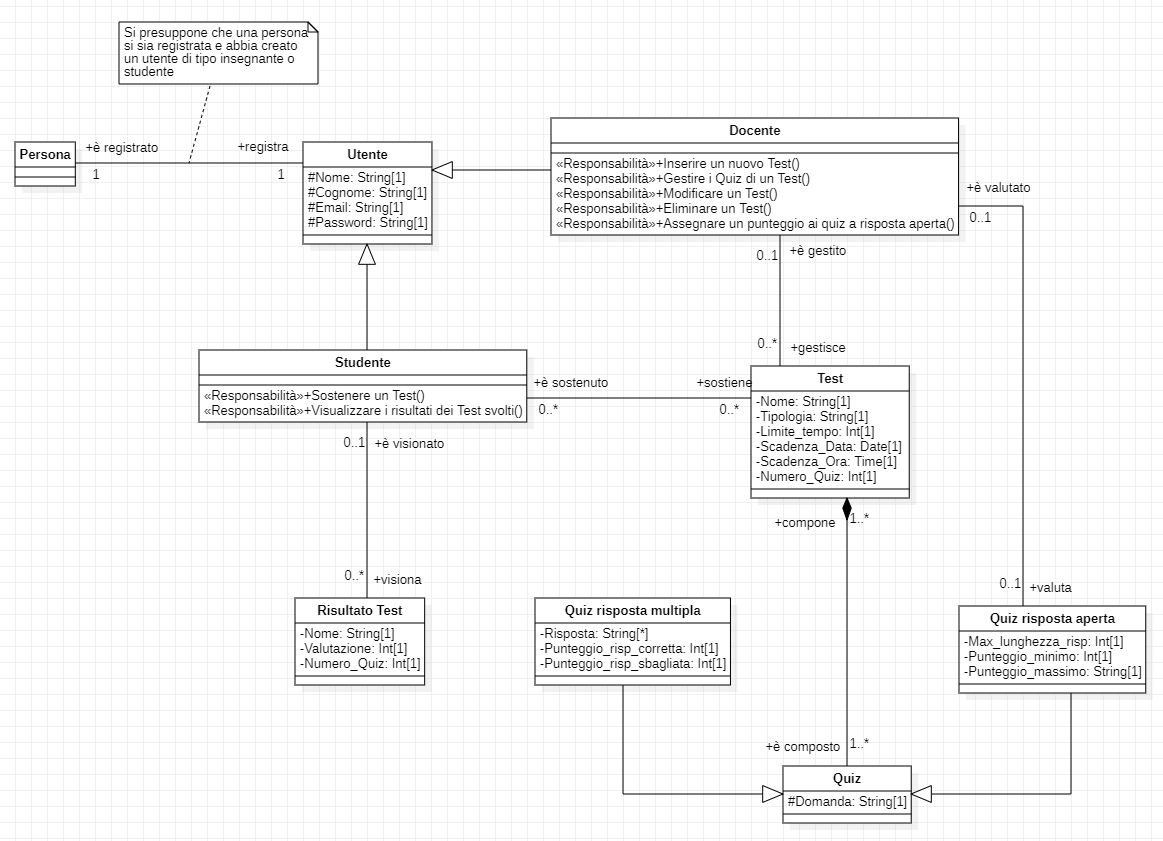 Si presuppone che una persona
si sia registrata e abbia creato
un utente di tipo insegnante o
studente
Persona
+è registrato
1
+registra
1
Utente
#Nome: String[1]
#Cognome: String[1]
#Email: String[1]
#Password: String[1]
Docente
«Responsabilità»+Inserire un nuovo Test()
«Responsabilità»+Gestire i Quiz di un Test()
«Responsabilità»+Modificare un Test()
«Responsabilità»+Eliminare un Test()
«Responsabilità»+Assegnare un punteggio ai quiz a risposta aperta()
+è valutato
0..1
0..1
+è gestito
0..*
+gestisce
Studente
«Responsabilità»+Sostenere un Test()
«Responsabilità»+Visualizzare i risultati dei Test svolti()
+è sostenuto
0..*
+sostiene
0..*
Test
-Nome: String[1]
-Tipologia: String[1]
-Limite_tempo: Int[1]
-Scadenza_Data: Date[1]
-Scadenza_Ora: Time[1]
-Numero_Quiz: Int[1]
0..1
+è visionato
+compone
1..*
0..*
+visiona
0..1
+valuta
Risultato Test
-Nome: String[1]
-Valutazione: Int[1]
-Numero_Quiz: Int[1]
Quiz risposta multipla
-Risposta: String[*]
-Punteggio_risp_corretta: Int[1]
-Punteggio_risp_sbagliata: Int[1]
Quiz risposta aperta
-Max_lunghezza_risp: Int[1]
-Punteggio_minimo: Int[1]
-Punteggio_massimo: String[1]
+è composto
1..*
Quiz
#Domanda: String[1]